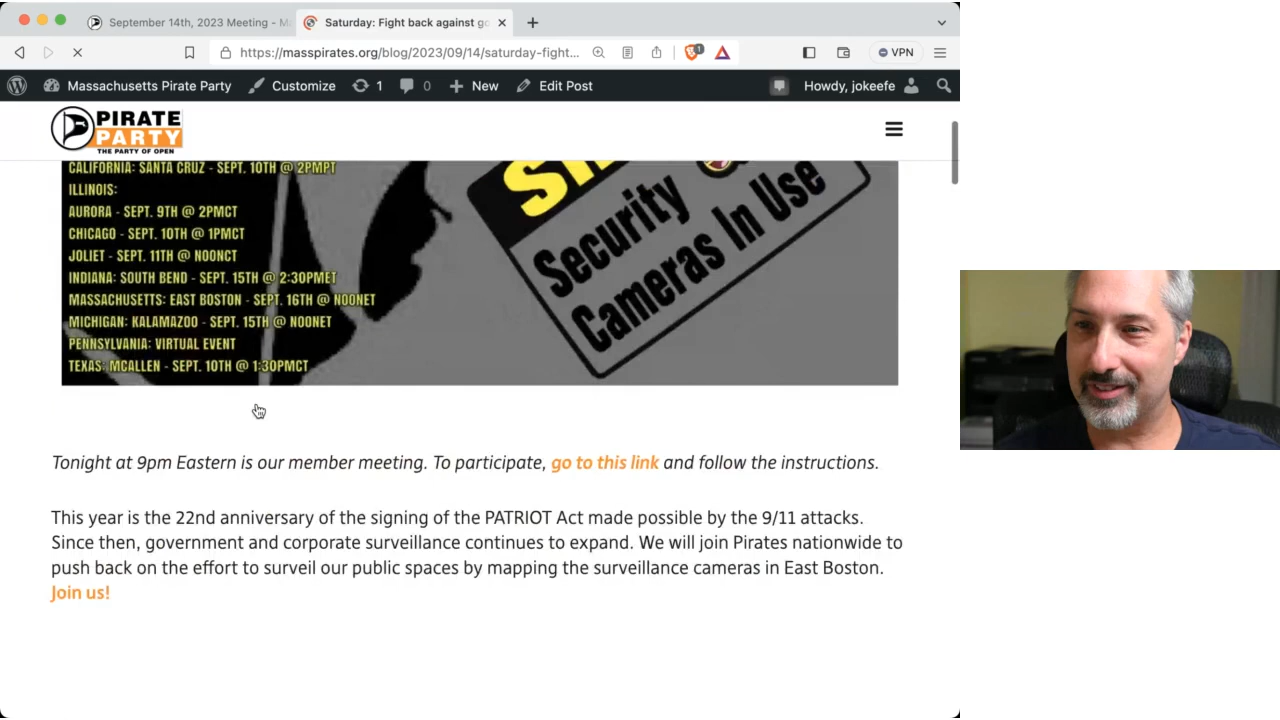 September 14th, 2023 Meeting - M
Saturday: Fight back against go
https://masspirates.org/blog/2023/09/14/saturday-fight...
1
VPN
Massachusetts Pirate Party
Customize
1
0
New
Edit Post
Howdy, jokeefe
PIRATE
PARTY
THE PARTY OF OPEN
CALIFORNIA: SANTA CRUZ - SEPT. 10TH @ 2PMPT
ILLINOIS:
AURORA - SEPT. 9TH @ 2PMCT
CHICAGO - SEPT. 10TH @ 1PMCT
JOLIET - SEPT. 11TH @ NOONCT
INDIANA: SOUTH BEND - SEPT. 15TH @ 2:30PMET
MASSACHUSETTS: EAST BOSTON - SEPT. 16TH @ NOONET
MICHIGAN: KALAMAZOO - SEPT. 15TH @ NOONET
PENNSYLVANIA: VIRTUAL EVENT
TEXAS: MCALLEN - SEPT. 10TH @ 1:30PMCT
Security
Cameras In Use
Tonight at 9pm Eastern is our member meeting. To participate, go to this link and follow the instructions.
This year is the 22nd anniversary of the signing of the PATRIOT Act made possible by the 9/11 attacks.
Since then, government and corporate surveillance continues to expand. We will join Pirates nationwide to
push back on the effort to surveil our public spaces by mapping the surveillance cameras in East Boston.
Join us!